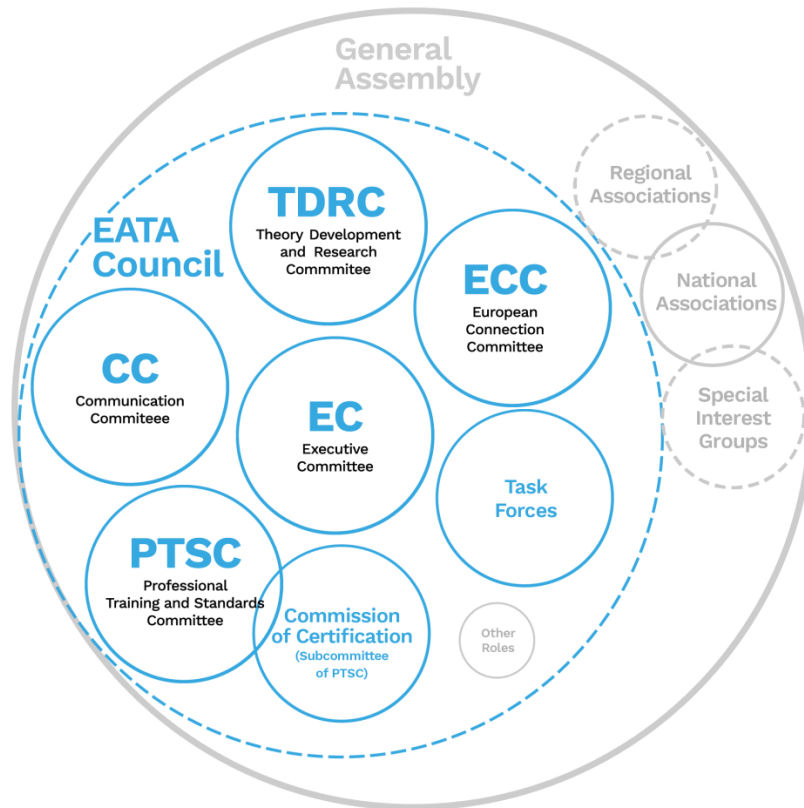 General
Assembly
TDRC
Theory Development
and Research
Commmitee
EATA
Council
Regional
Associations
ECC
European
Connection
Committee
National
Associations
CC
Communication
Commiteee
EC
Executive
Committee
Special
Interest
Groups
Task
Forces
PTSC
Professional
Training and Standards
Committee
Commission
of Certification
(Subcommittee
of PTSC)
Other
Roles